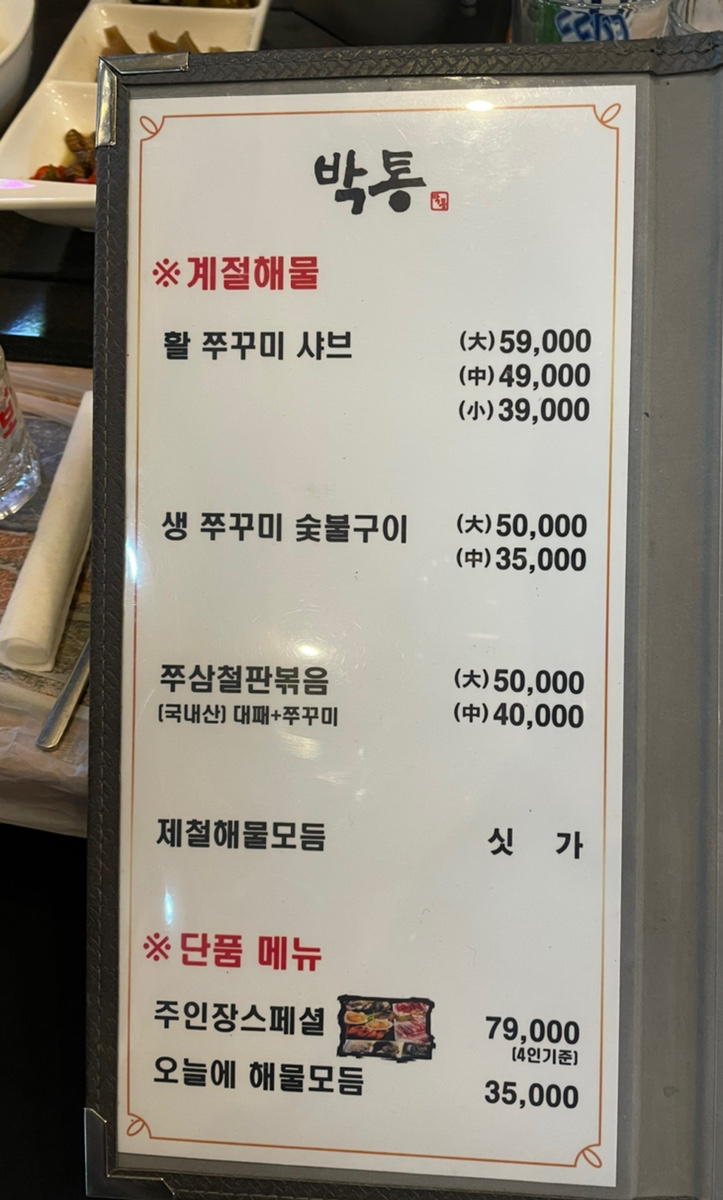 박통
※계절해물
활 쭈꾸미 샤브 (大)59,000
(中)49,000
(小)39,000
생 쭈꾸미 숯불구이 (大)50,000
(中)35,000
쭈삼철판볶음 (大)50,000
(국내산) 대패+쭈꾸미 (中)40,000
제철해물모듬 싯 가
※단품 메뉴
주인장스페셜 79,000
(4인기준)
오늘에 해물모듬 35,000